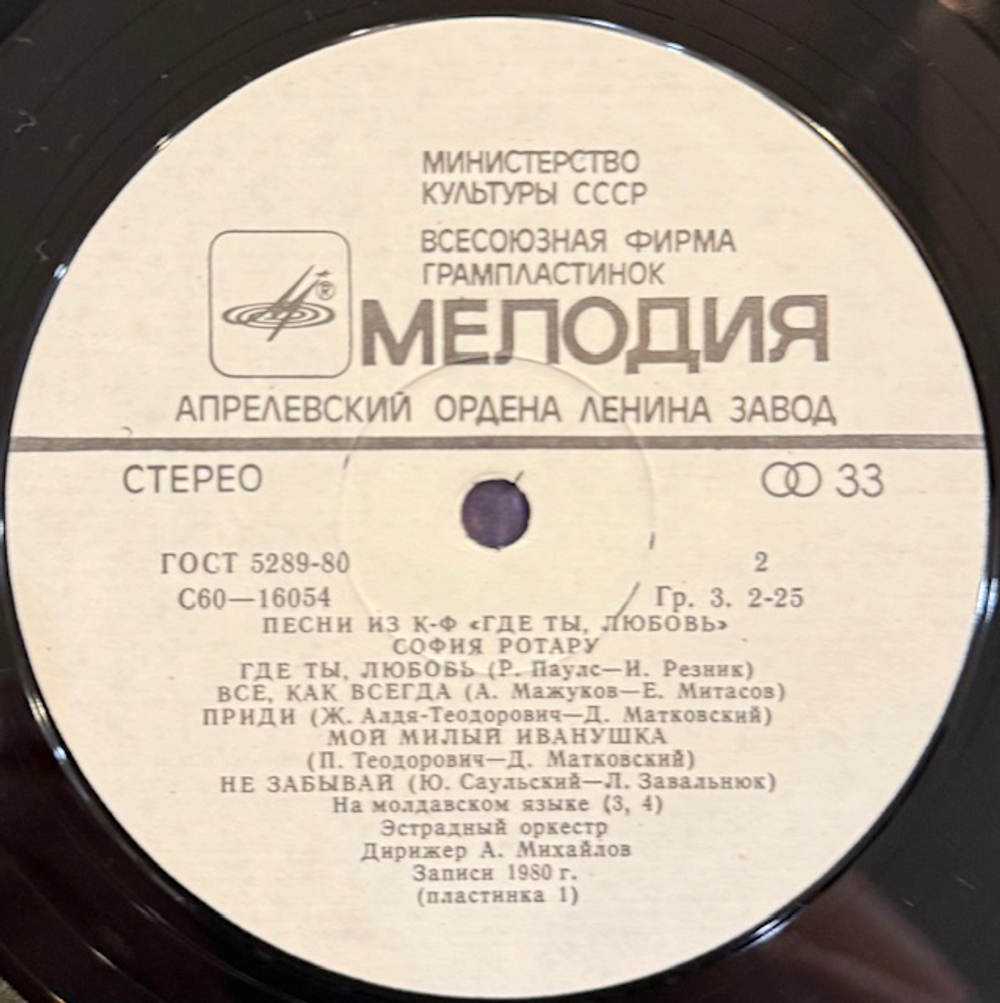 МИНИСТЕРСТВО
КУЛЬТУРЫ СССР
ВСЕСОЮЗНАЯ ФИРМА
ГРАМПЛАСТИНОК
®
МЕЛОДИЯ
АПРЕЛЕВСКИЙ ОРДЕНА ЛЕНИНА ЗАВОД
СТЕРЕО 33
ГОСТ 5289-80 2
С60—16054 Гр. 3. 2-25
ПЕСНИ ИЗ К-Ф «ГДЕ ТЫ, ЛЮБОВЬ»
СОФИЯ РОТАРУ
ГДЕ ТЫ, ЛЮБОВЬ (Р. Паулс—И. Резник)
ВСЕ, КАК ВСЕГДА (А. Мажуков—Е. Митасов)
ПРИДИ (Ж. Алдя-Теодорович—Д. Матковский)
МОЙ МИЛЫЙ ИВАНУШКА
(П. Теодорович—Д. Матковский)
НЕ ЗАБЫВАЙ (Ю. Саульский—Л. Завальнюк)
На молдавском языке (3, 4)
Эстрадный оркестр
Дирижер А. Михайлов
Записи 1980 г.
(пластинка 1)